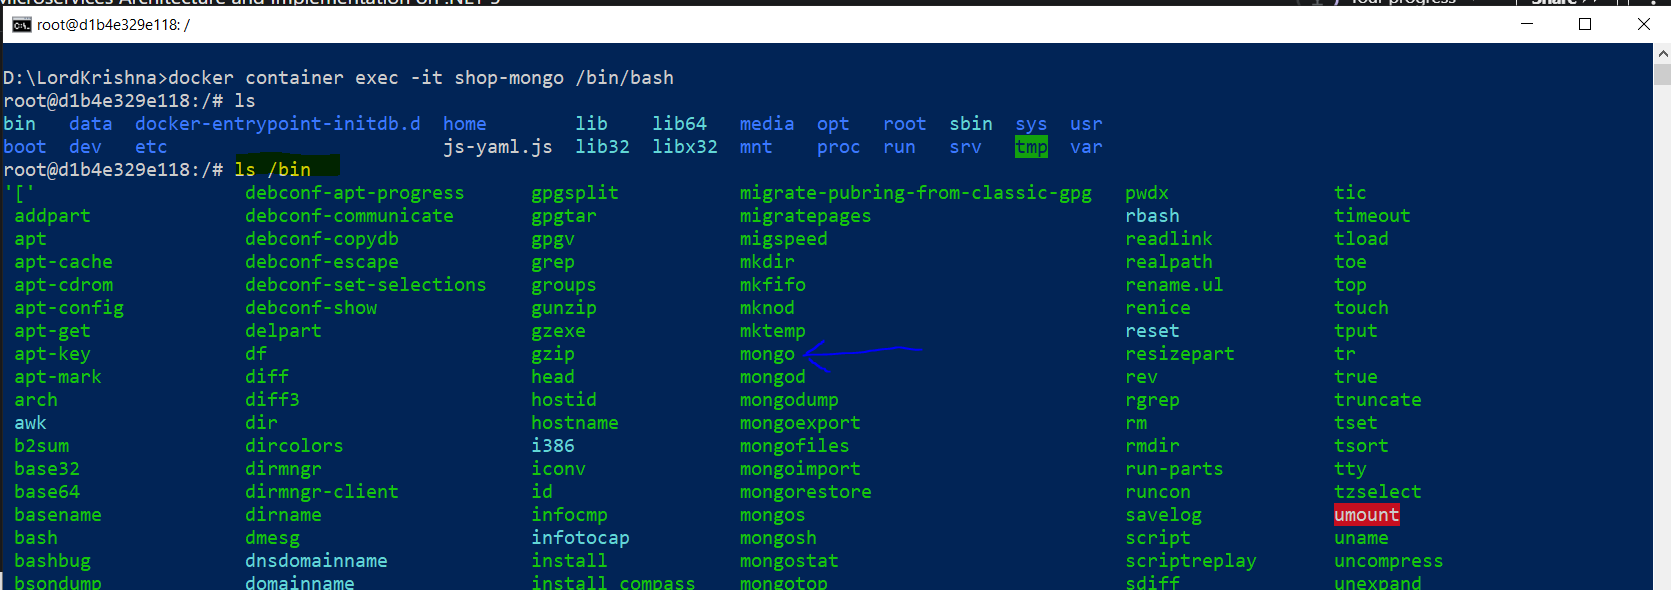 root@d1b4e329e118: /
D:\LordKrishna>docker container exec -it shop-mongo /bin/bash
root@d1b4e329e118:/# ls
bin data docker-entrypoint-initdb.d home lib lib64 media opt root sbin sys usr
boot dev etc js-yaml.js lib32 libx32 mnt proc run srv tmp var
root@d1b4e329e118:/# ls /bin
'[' debconf-apt-progress gpgsplit migrate-pubring-from-classic-gpg pwdx tic
addpart debconf-communicate gpgtar migratepages rbash timeout
apt debconf-copydb gpgv migspeed readlink tload
apt-cache debconf-escape grep mkdir realpath toe
apt-cdrom debconf-set-selections groups mkfifo rename.ul top
apt-config debconf-show gunzip mknod renice touch
apt-get delpart gzexe mktemp reset tput
apt-key df gzip mongo resizepart tr
apt-mark diff head mongod rev true
arch diff3 hostid mongodump rgrep truncate
awk dir hostname mongoexport rm tset
b2sum dircolors i386 mongofiles rmdir tsort
base32 dirmngr iconv mongoimport run-parts tty
base64 dirmngr-client id mongorestore runcon tzselect
basename dirname infocmp mongos savelog umount
bash dmesg infotocap mongosh script uname
bashbug dnsdomainname install mongostat scriptreplay uncompress
bsondump domainname install_compass mongotop sdiff unexpand